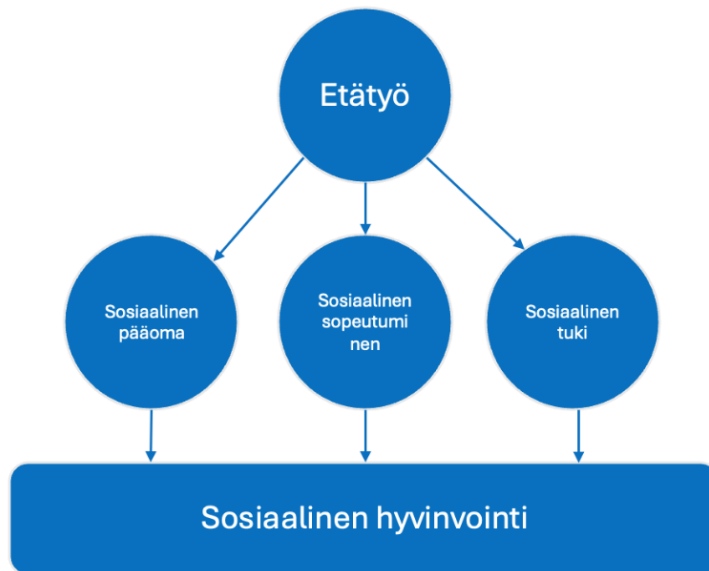 Etätyö
Sosiaalinen
pääoma
Sosiaalinen
sopeutumi
nen
Sosiaalinen
tuki
Sosiaalinen hyvinvointi